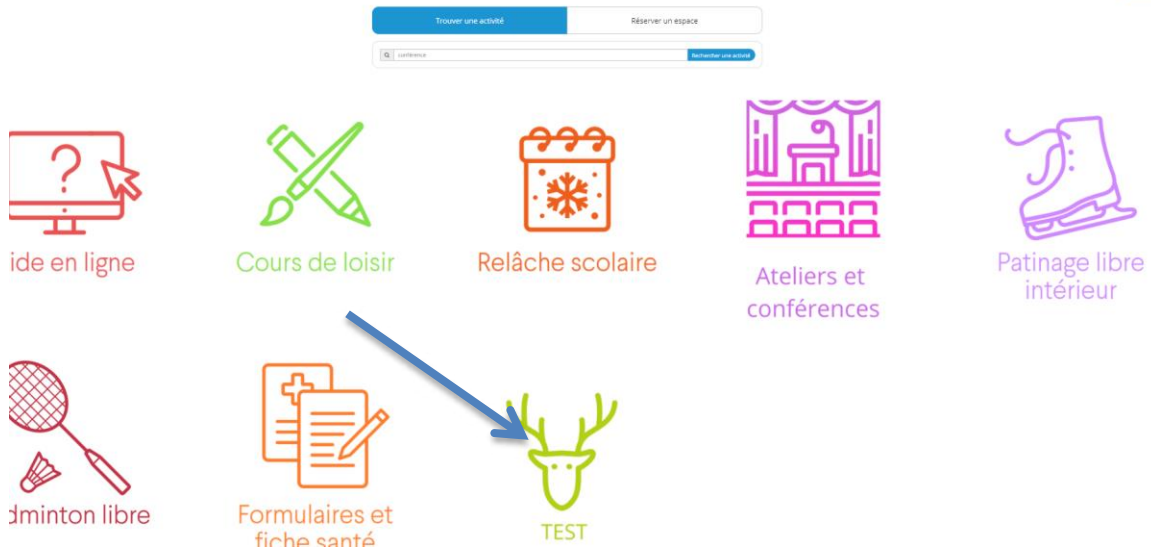 Trouver une activité
Réserver un espace
conférence
Rechercher une activité
?
ide en ligne
Cours de loisir
Relâche scolaire
Ateliers et
conférences
Patinage libre
intérieur
dminton libre
Formulaires et
fiche santé
TEST